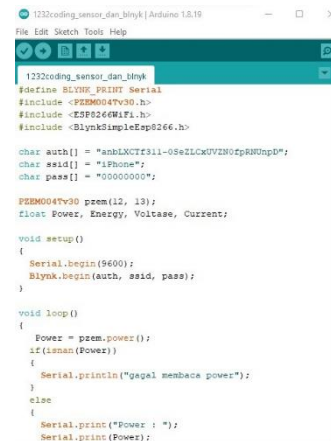 1232coding_sensor_dan_blnyk | Arduino 1.8.19
File Edit Sketch Tools Help
1232coding_sensor_dan_blnyk
#define BLYNK_PRINT Serial
#include <PZEM004Tv30.h>
#include <ESP8266WiFi.h>
#include <BlynkSimpleEsp8266.h>
char auth[] = "anbLXCTf311-0SeZLCxUVZN0fpRNUnpD";
char ssid[] = "iPhone";
char pass[] = "00000000";
PZEM004Tv30 pzem(12, 13);
float Power, Energy, Voltase, Current;
void setup()
{
Serial.begin(9600);
Blynk.begin(auth, ssid, pass);
}
void loop()
{
Power = pzem.power();
if(isnan(Power))
{
Serial.println("gagal membaca power");
}
else
{
Serial.print("Power : ");
Serial.print(Power);